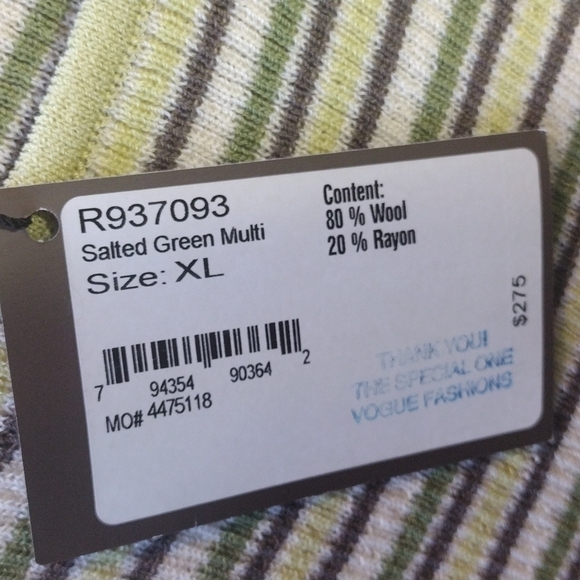 R937093
Salted Green Multi
Size: XL
Content:
80 % Wool
20 % Rayon
$275
7 94354 90364 2
MO# 4475118
THANK YOU!
THE SPECIAL ONE
VOGUE FASHIONS